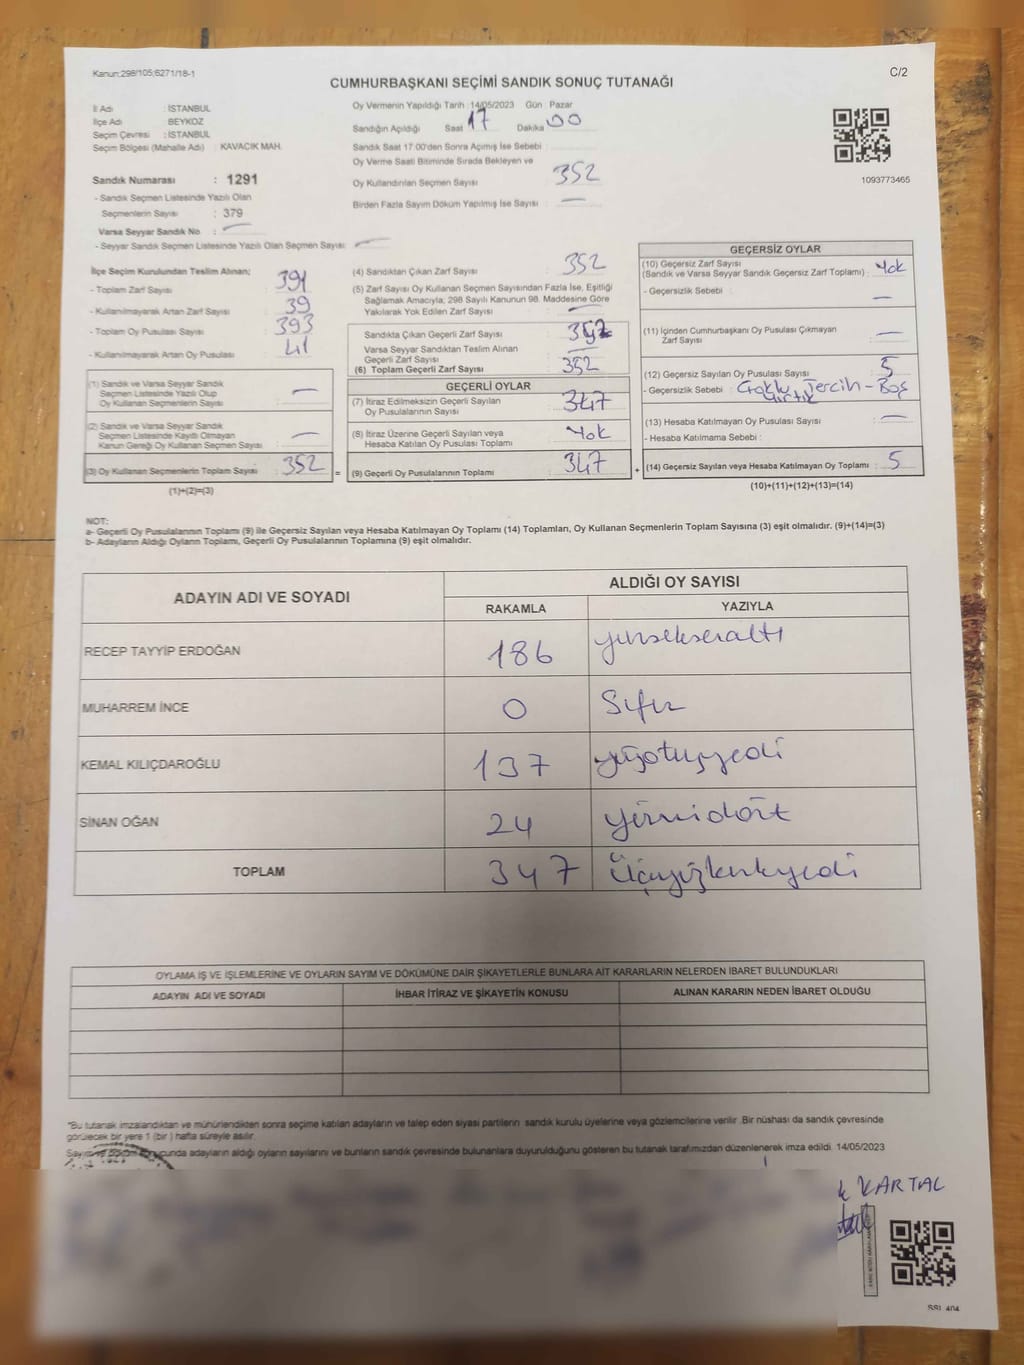 Kanun:298/105;6271/18-1
C/2
CUMHURBAŞKANI SEÇİMİ SANDIK SONUÇ TUTANAĞI
İl Adı : İSTANBUL
İlçe Adı : BEYKOZ
Seçim Çevresi : İSTANBUL
Seçim Bölgesi (Mahalle Adı) : KAVACIK MAH.
Sandık Numarası : 1291
- Sandık Seçmen Listesinde Yazılı Olan
Seçmenlerin Sayısı : 379
Varsa Seyyar Sandık No : —
- Seyyar Sandık Seçmen Listesinde Yazılı Olan Seçmen Sayısı: —
Oy Vermenin Yapıldığı Tarih : 14/05/2023 Gün : Pazar
Sandığın Açıldığı Saat : 17 Dakika : 00
Sandık Saat 17:00'den Sonra Açımış İse Sebebi :
Oy Verme Saati Bitiminde Sırada Bekleyen ve
Oy Kullandırılan Seçmen Sayısı : 352
Birden Fazla Sayım Döküm Yapılmış İse Sayısı : —
1093773465
İlçe Seçim Kurulundan Teslim Alınan;
- Toplam Zarf Sayısı : 391
- Kullanılmayarak Artan Zarf Sayısı : 39
- Toplam Oy Pusulası Sayısı : 393
- Kullanılmayarak Artan Oy Pusulası : 41
(1) Sandık ve Varsa Seyyar Sandık
Seçmen Listesinde Yazılı Olup
Oy Kullanan Seçmenlerin Sayısı : —
(2) Sandık ve Varsa Seyyar Sandık
Seçmen Listesinde Kayıtlı Olmayan
Kanun Gereği Oy Kullanan Seçmen Sayısı : —
(3) Oy Kullanan Seçmenlerin Toplam Sayısı : 352 =
(1)+(2)=(3)
(4) Sandıktan Çıkan Zarf Sayısı : 352
(5) Zarf Sayısı Oy Kullanan Seçmen Sayısından Fazla İse, Eşitliği
Sağlamak Amacıyla, 298 Sayılı Kanunun 98. Maddesine Göre
Yakılarak Yok Edilen Zarf Sayısı : —
Sandıkta Çıkan Geçerli Zarf Sayısı : 352
Varsa Seyyar Sandıktan Teslim Alınan
Geçerli Zarf Sayısı : —
(6) Toplam Geçerli Zarf Sayısı : 352
GEÇERLİ OYLAR
(7) İtiraz Edilmeksizin Geçerli Sayılan
Oy Pusulalarının Sayısı : 347
(8) İtiraz Üzerine Geçerli Sayılan veya
Hesaba Katılan Oy Pusulası Toplamı : Yok
(9) Geçerli Oy Pusulalarının Toplamı : 347 +
GEÇERSİZ OYLAR
(10) Geçersiz Zarf Sayısı
(Sandık ve Varsa Seyyar Sandık Geçersiz Zarf Toplamı) : Yok
- Geçersizlik Sebebi : —
(11) İçinden Cumhurbaşkanı Oy Pusulası Çıkmayan
Zarf Sayısı : —
(12) Geçersiz Sayılan Oy Pusulası Sayısı : 5
- Geçersizlik Sebebi : Çoklu Tercih - Boş
Yırtık
(13) Hesaba Katılmayan Oy Pusulası Sayısı : —
- Hesaba Katılmama Sebebi :
(14) Geçersiz Sayılan veya Hesaba Katılmayan Oy Toplamı : 5
(10)+(11)+(12)+(13)=(14)
NOT:
a- Geçerli Oy Pusulalarının Toplamı (9) ile Geçersiz Sayılan veya Hesaba Katılmayan Oy Toplamı (14) Toplamları, Oy Kullanan Seçmenlerin Toplam Sayısına (3) eşit olmalıdır. (9)+(14)=(3)
b- Adayların Aldığı Oyların Toplamı, Geçerli Oy Pusulalarının Toplamına (9) eşit olmalıdır.
ADAYIN ADI VE SOYADI
ALDIĞI OY SAYISI
RAKAMLA YAZIYLA
RECEP TAYYİP ERDOĞAN 186 yüzseksenaltı
MUHARREM İNCE 0 Sıfır
KEMAL KILIÇDAROĞLU 137 yüzotuzyedi
SİNAN OĞAN 24 yirmidört
TOPLAM 347 Üçyüzkırkyedi
OYLAMA İŞ VE İŞLEMLERİNE VE OYLARIN SAYIM VE DÖKÜMÜNE DAİR ŞİKAYETLERLE BUNLARA AİT KARARLARIN NELERDEN İBARET BULUNDUKLARI
ADAYIN ADI VE SOYADI İHBAR İTİRAZ VE ŞİKAYETİN KONUSU ALINAN KARARIN NEDEN İBARET OLDUĞU
*Bu tutanak imzalandıktan ve mühürlendikten sonra seçime katılan adayların ve talep eden siyasi partilerin sandık kurulu üyelerine veya gözlemcilerine verilir. Bir nüshası da sandık çevresinde
görülecek bir yere 1 (bir ) hafta süreyle asılır.
Sayım ve döküm sonucunda adayların aldığı oyların sayılarını ve bunların sandık çevresinde bulunanlara duyurulduğunu gösteren bu tutanak tarafımızdan düzenlenerek imza edildi. 14/05/2023
KARTAL